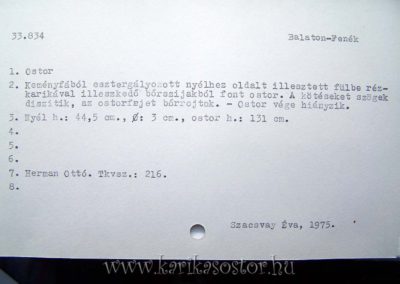 33.834
Balaton-Fenék
1. Ostor
2. Keményfából esztergályozott nyélhez oldalt illesztett fülbe réz-
karikával illeszkedő bőrszijakból font ostor. A kötéseket szögek
díszitik, az ostorfejet bőrrojtok. - Ostor vége hiányzik.
3. Nyél h.: 44,5 cm., Ø: 3 cm., ostor h.: 131 cm.
4.
5.
6.
7. Herman Ottó. Tkvsz.: 216.
8.
Szacsvay Éva, 1975.
www.karikasostor.hu